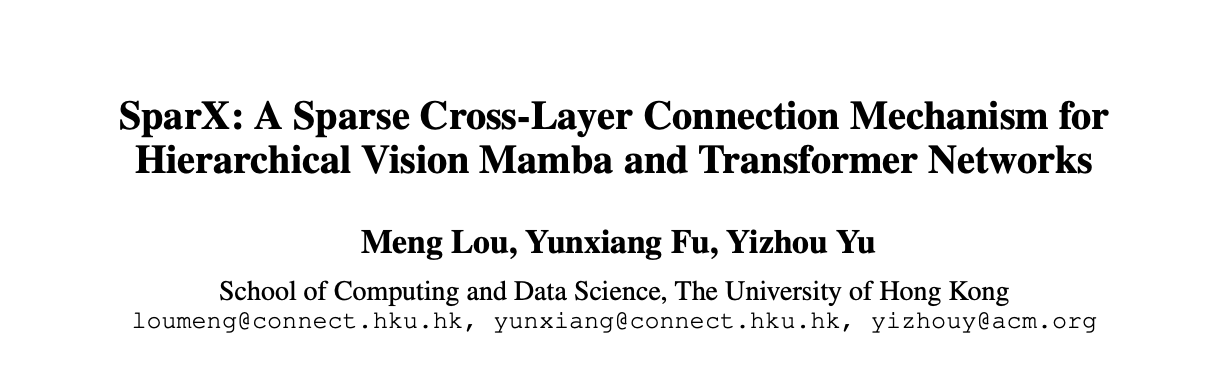 SparX: A Sparse Cross-Layer Connection Mechanism for
Hierarchical Vision Mamba and Transformer Networks
Meng Lou, Yunxiang Fu, Yizhou Yu
School of Computing and Data Science, The University of Hong Kong
loumeng@connect.hku.hk, yunxiang@connect.hku.hk, yizhouy@acm.org